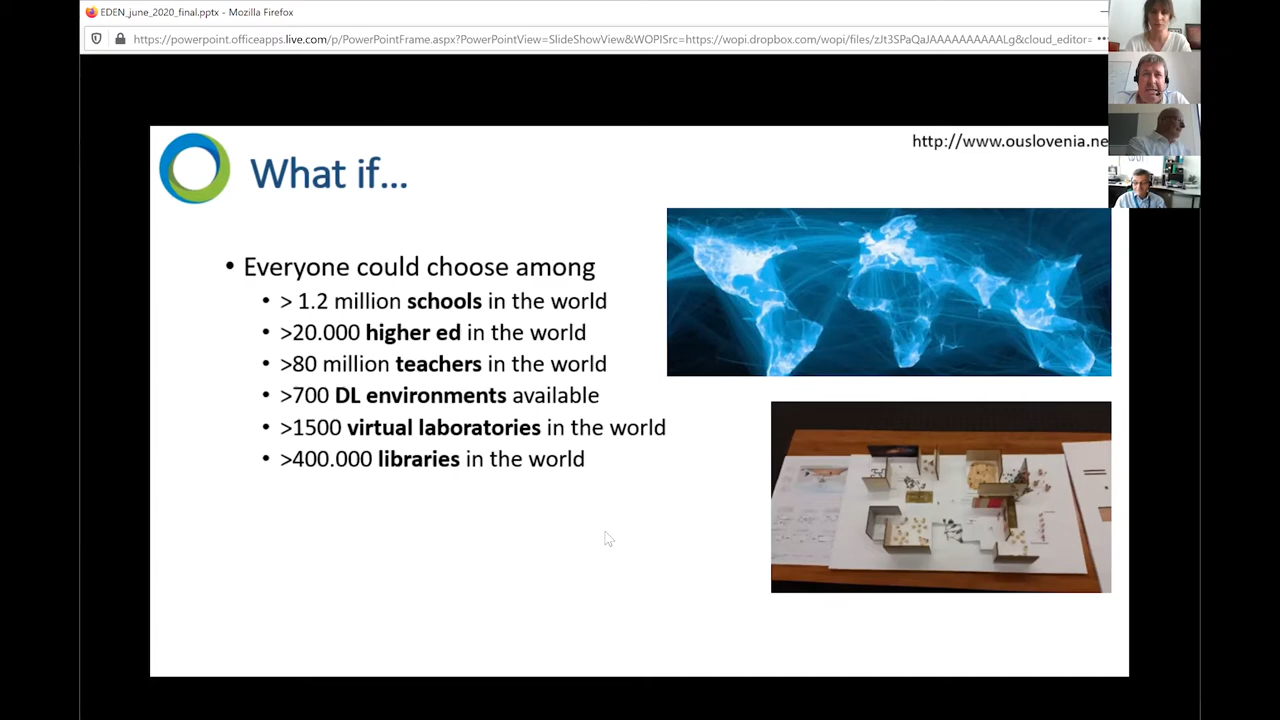 EDEN_june_2020_final.pptx - Mozilla Firefox
https://powerpoint.officeapps.live.com/p/PowerPointFrame.aspx?PowerPointView=SlideShowView&WOPISrc=https://wopi.dropbox.com/wopi/files/zJt3SPaQaJAAAAAAAAAALg&cloud_editor=
http://www.ouslovenia.ne
What if...
• Everyone could choose among
• > 1.2 million schools in the world
• >20.000 higher ed in the world
• >80 million teachers in the world
• >700 DL environments available
• >1500 virtual laboratories in the world
• >400.000 libraries in the world